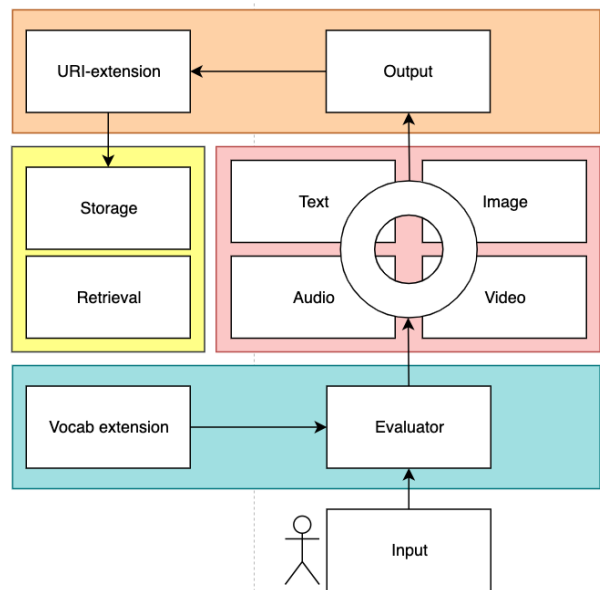 URI-extension
Output
Storage
Text
Image
Retrieval
Audio
Video
Vocab extension
Evaluator
Input